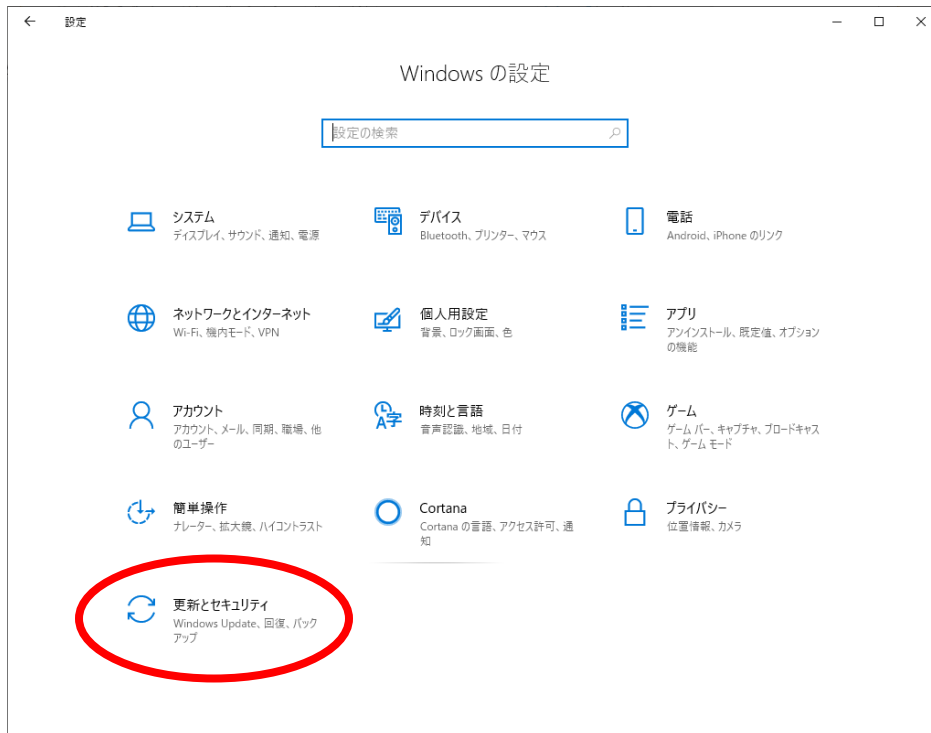 設定
Windows の設定
設定の検索
システム
ディスプレイ、サウンド、通知、電源
デバイス
Bluetooth、プリンター、マウス
電話
Android、iPhone のリンク
ネットワークとインターネット
Wi-Fi、機内モード、VPN
個人用設定
背景、ロック画面、色
アプリ
アンインストール、既定値、オプション
の機能
アカウント
アカウント、メール、同期、職場、他
のユーザー
時刻と言語
音声認識、地域、日付
ゲーム
ゲーム バー、キャプチャ、ブロードキャス
ト、ゲーム モード
簡単操作
ナレーター、拡大鏡、ハイコントラスト
Cortana
Cortana の言語、アクセス許可、通
知
プライバシー
位置情報、カメラ
更新とセキュリティ
Windows Update、回復、バック
アップ